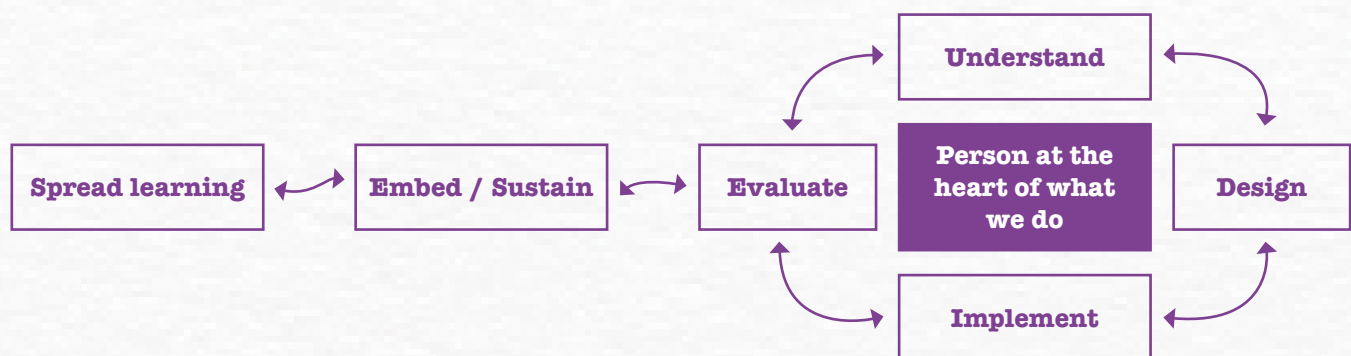 Understand
Spread learning
Embed / Sustain
Evaluate
Person at the
heart of what
we do
Design
Implement